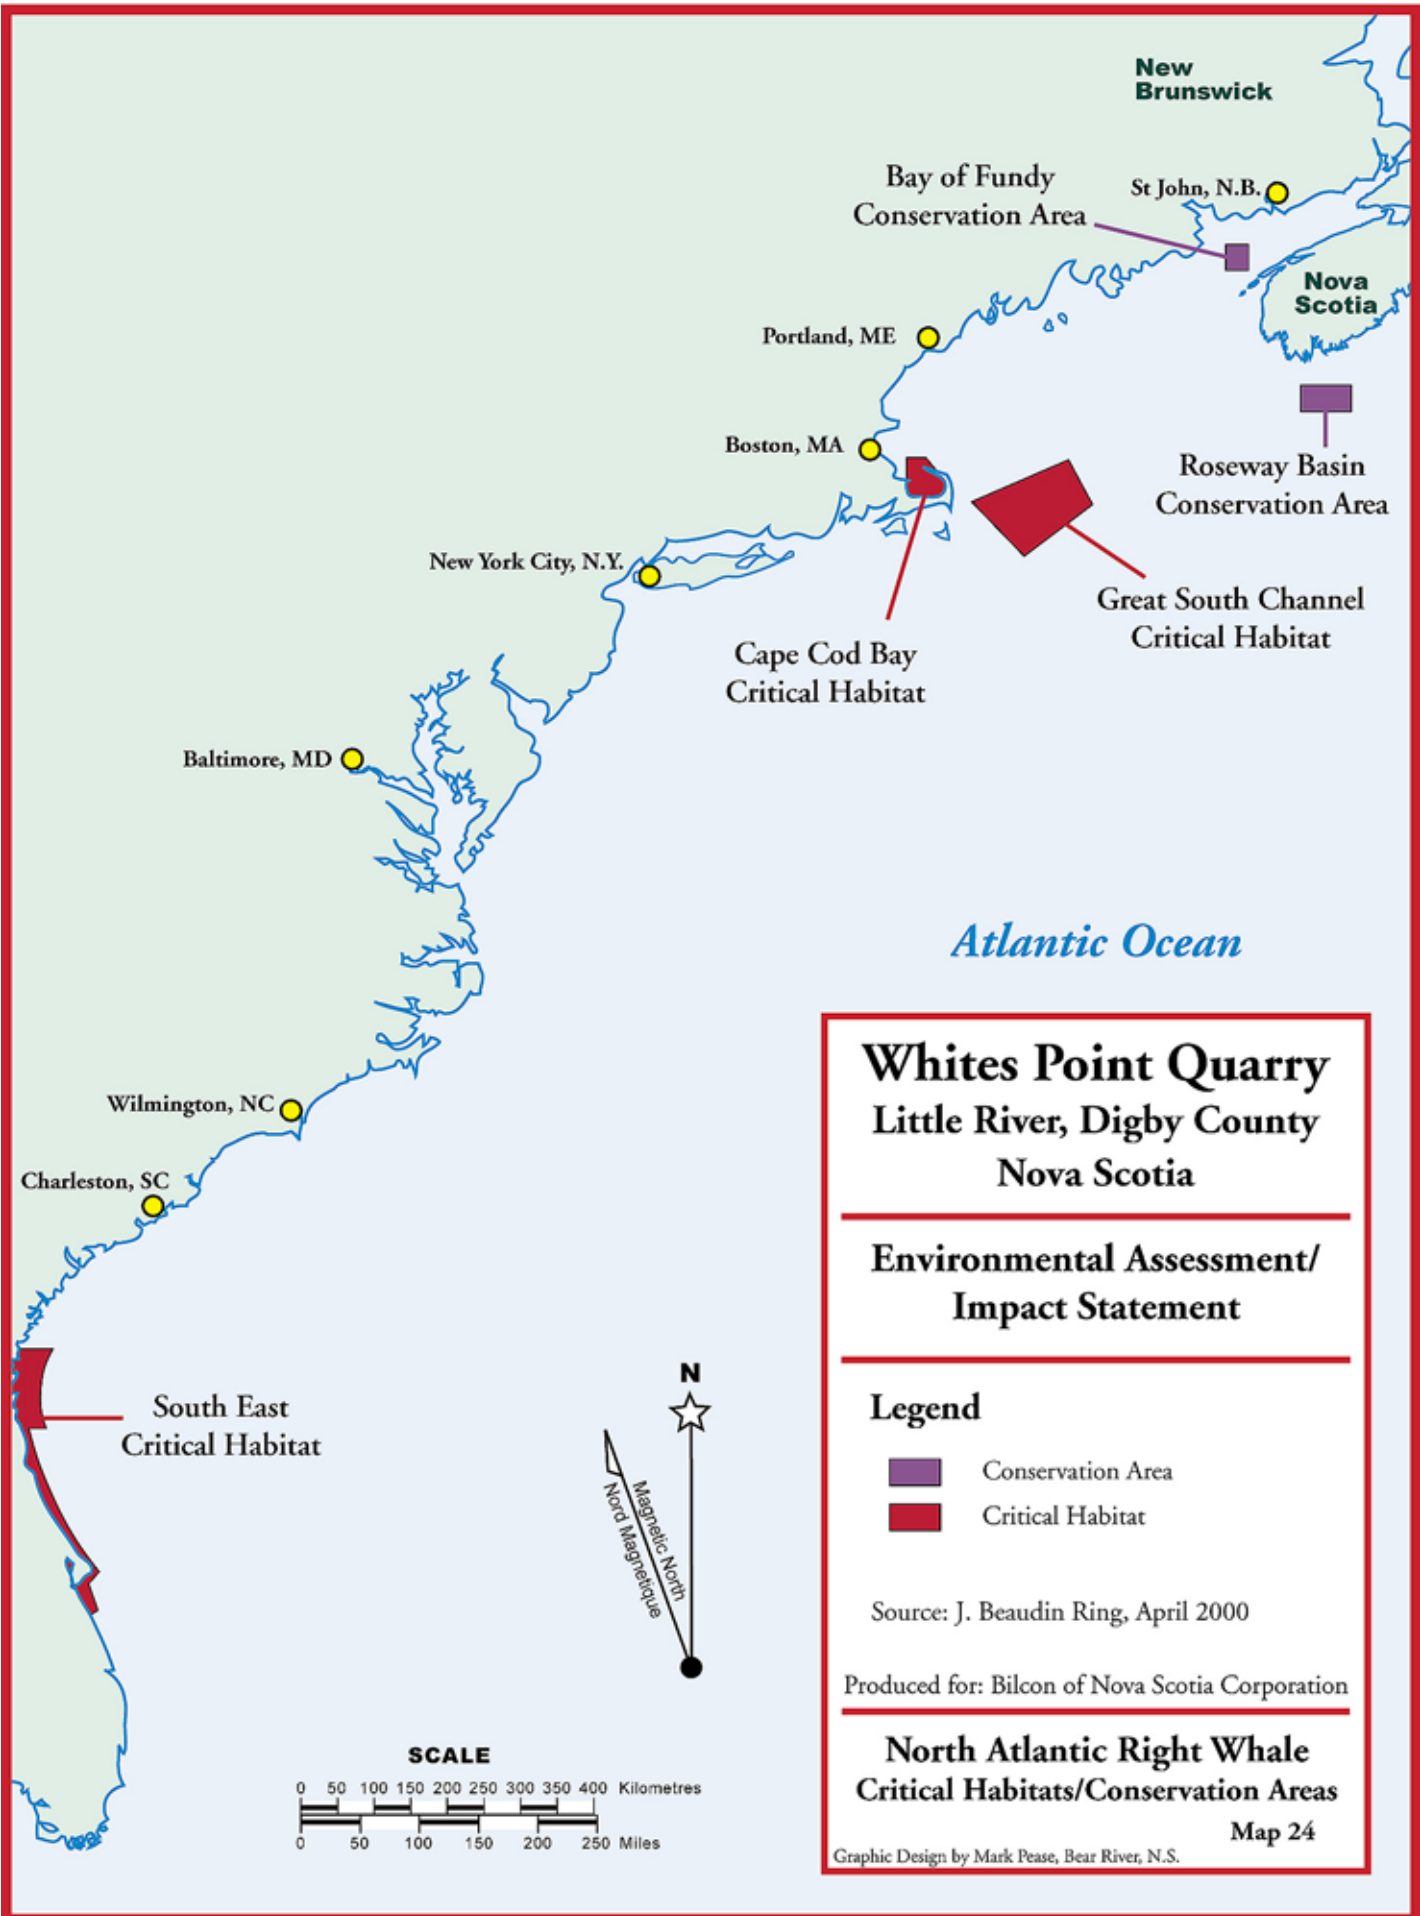 New
Brunswick
Bay of Fundy
Conservation Area
St John, N.B.
Nova
Scotia
Portland, ME
Boston, MA
Roseway Basin
Conservation Area
New York City, N.Y.
Great South Channel
Critical Habitat
Cape Cod Bay
Critical Habitat
Baltimore, MD
Atlantic Ocean
Wilmington, NC
Charleston, SC
South East
Critical Habitat
N
Magnetic North
Nord Magnetique
SCALE
0 50 100 150 200 250 300 350 400 Kilometres
0 50 100 150 200 250 Miles
Whites Point Quarry
Little River, Digby County
Nova Scotia
Environmental Assessment/
Impact Statement
Legend
Conservation Area
Critical Habitat
Source: J. Beaudin Ring, April 2000
Produced for: Bilcon of Nova Scotia Corporation
North Atlantic Right Whale
Critical Habitats/Conservation Areas
Map 24
Graphic Design by Mark Pease, Bear River, N.S.